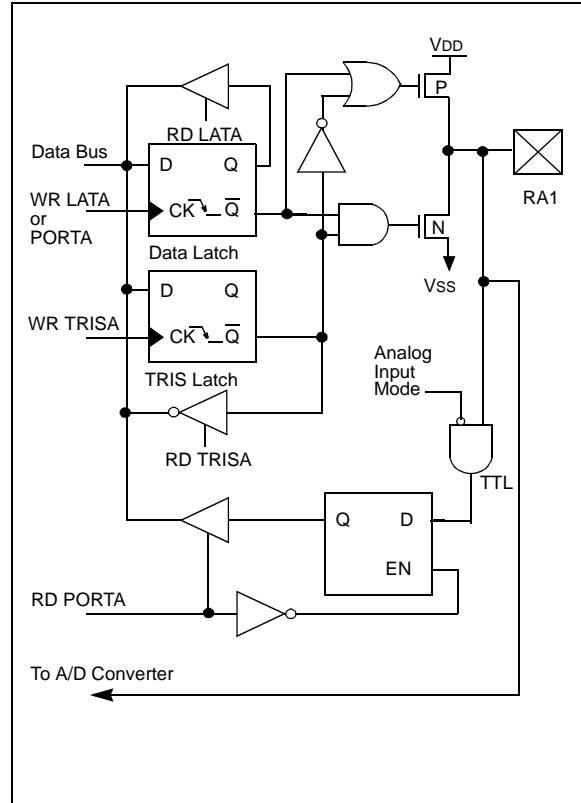 VDD
P
RD LATA
Data Bus
D Q
WR LATA
or
PORTA
CK Q
Data Latch
RA1
N
VSS
D Q
WR TRISA
CK Q
TRIS Latch
Analog
Input
Mode
RD TRISA
TTL
Q D
EN
RD PORTA
To A/D Converter